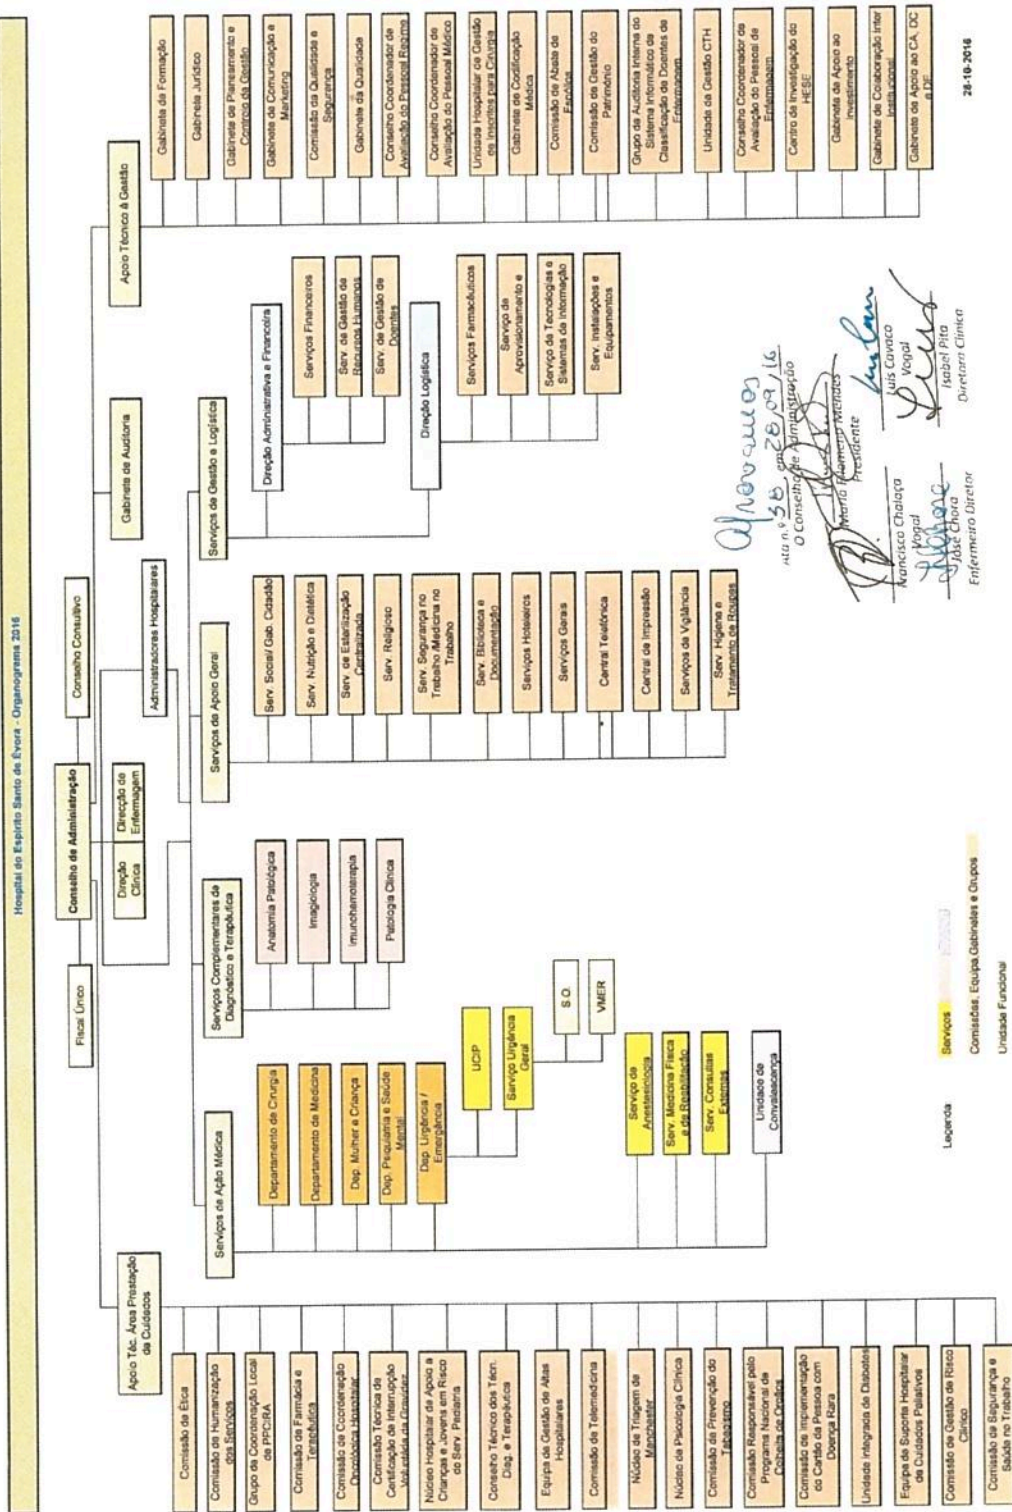 Hospital do Espírito Santo de Évora - Organograma 2016
Fiscal Único
Conselho de Administração
Conselho Consultivo
Direção
Clínica
Direcção de
Enfermagem
Administradores Hospitalares
Gabinete de Auditoria
Apoio Téc. Área Prestação
de Cuidados
Comissão de Ética
Comissão de Humanização
dos Serviços
Grupo de Coordenação Local
de PPCIRA
Comissão de Farmácia e
Terapêutica
Comissão de Coordenação
Oncológica Hospitalar
Comissão Técnica de
Certificação de Interrupção
Voluntária da Gravidez
Núcleo Hospitalar de Apoio a
Crianças e Jovens em Risco
do Serv. Pediatria
Conselho Técnico dos Técn.
Diag. e Terapêutica
Equipa de Gestão de Altas
Hospitalares
Comissão de Telemedicina
Núcleo de Triagem de
Manchester
Núcleo de Psicologia Clínica
Comissão de Prevenção do
Tabagismo
Comissão Responsável pelo
Programa Nacional de
Colheita de Órgãos
Comissão de Implementação
do Cartão da Pessoa com
Doença Rara
Unidade Integrada de Diabetes
Equipa de Suporte Hospitalar
de Cuidados Paliativos
Comissão de Gestão de Risco
Clínico
Comissão de Segurança e
Saúde no Trabalho
Serviços de Ação Médica
Departamento de Cirurgia
Departamento de Medicina
Dep. Mulher e Criança
Dep. Psiquiatria e Saúde
Mental
Dep. Urgência /
Emergência
UCIP
Serviço Urgência
Geral
S.O.
VMER
Serviço de
Anestesiologia
Serv. Medicina Física
e de Reabilitação
Serv. Consultas
Externas
Unidade de
Convalescença
Serviços Complementares de
Diagnóstico e Terapêutica
Anatomia Patológica
Imagiologia
Imunohemoterapia
Patologia Clínica
Serviços de Apoio Geral
Serv. Social/ Gab. Cidadão
Serv. Nutrição e Dietética
Serv. de Esterilização
Centralizada
Serv. Religioso
Serv. Segurança no
Trabalho /Medicina no
Trabalho
Serv. Biblioteca e
Documentação
Serviços Hoteleiros
Serviços Gerais
Central Telefónica
Central de Impressão
Serviços de Vigilância
Serv. Higiene e
Tratamento de Roupas
Serviços de Gestão e Logística
Direção Administrativa e Financeira
Serviços Financeiros
Serv. de Gestão de
Recursos Humanos
Serv. de Gestão de
Doentes
Direção Logística
Serviços Farmacêuticos
Serviço de
Aprovisionamento e
Serviço de Tecnologias e
Sistemas de Informação
Serv. Instalações e
Equipamentos
Apoio Técnico à Gestão
Gabinete de Formação
Gabinete Jurídico
Gabinete de Planeamento e
Controlo da Gestão
Gabinete de Comunicação e
Marketing
Comissão da Qualidade e
Segurança
Gabinete da Qualidade
Conselho Coordenador de
Avaliação do Pessoal Regime
Conselho Coordenador de
Avaliação do Pessoal Médico
Unidade Hospitalar de Gestão
de Inscritos para Cirurgia
Gabinete de Codificação
Médica
Comissão de Abate de
Espólios
Comissão de Gestão do
Património
Grupo de Auditoria Interna do
Sistema Informático da
Classificação de Doentes de
Enfermagem
Unidade da Gestão CTH
Conselho Coordenador de
Avaliação do Pessoal de
Enfermagem
Centro de Investigação do
HESE
Gabinete de Apoio ao
Investimento
Gabinete de Colaboração Inter
Institucional
Gabinete de Apoio ao CA, DC
e DE
Aprovamos
Ata n.º 38 em 28,09,16
O Conselho de Administração
Maria Filomena Mendes
Presidente
Francisco Chalaça
Vogal
Luís Cavaco
Vogal
José Chora
Enfermeiro Diretor
Isabel Pita
Diretora Clínica
Legenda
Serviços
Comissões, Equipa,Gabinetes e Grupos
Unidade Funcional
28-10-2016